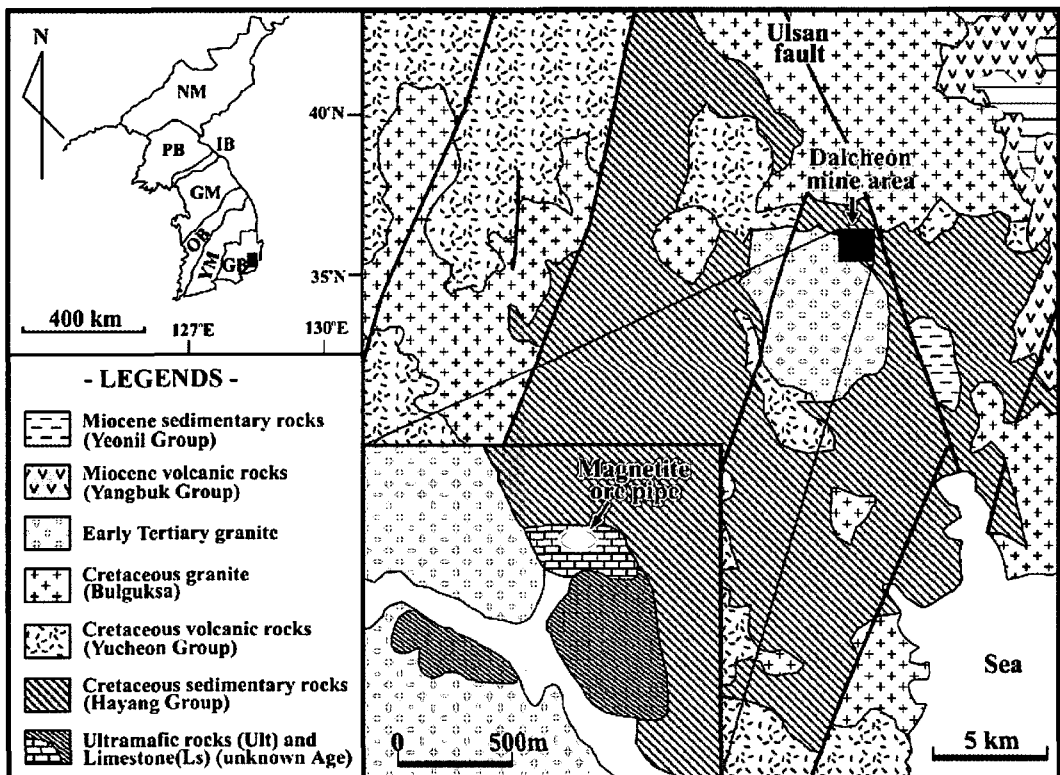 N
NM
40°N
PB
IB
GM
OB
YM
GB
35°N
400 km
127°E
130°E
Ulsan
fault
Dalcheon
mine area
Sea
5 km
Magnetite
ore pipe
0 500m
- LEGENDS -
Miocene sedimentary rocks
(Yeonil Group)
Miocene volcanic rocks
(Yangbuk Group)
Early Tertiary granite
Cretaceous granite
(Bulguksa)
Cretaceous volcanic rocks
(Yucheon Group)
Cretaceous sedimentary rocks
(Hayang Group)
Ultramafic rocks (Ult) and
Limestone(Ls) (unknown Age)